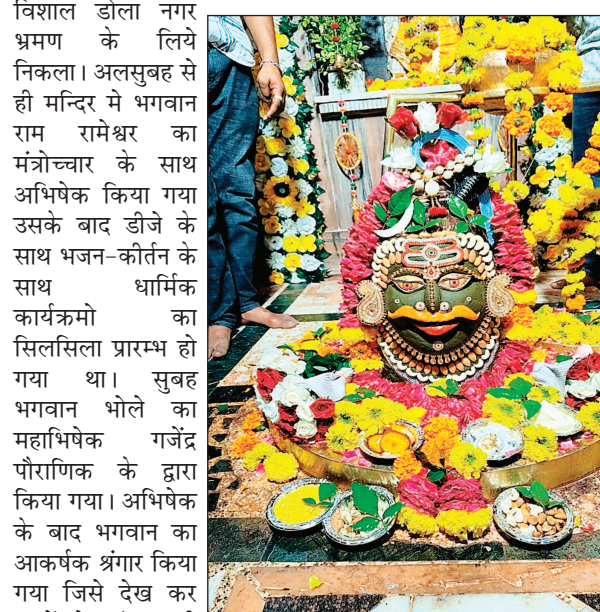 विशाल डोला नगर
भ्रमण के लिये
निकला। अलसुबह से
ही मन्दिर मे भगवान
राम रामेश्वर का
मंत्रोच्चार के साथ
अभिषेक किया गया
उसके बाद डीजे के
साथ भजन-कीर्तन के
साथ धार्मिक
कार्यक्रमो का
सिलसिला प्रारम्भ हो
गया था। सुबह
भगवान भोले का
महाभिषेक गजेंद्र
पौराणिक के द्वारा
किया गया। अभिषेक
के बाद भगवान का
आकर्षक श्रंगार किया
गया जिसे देख कर